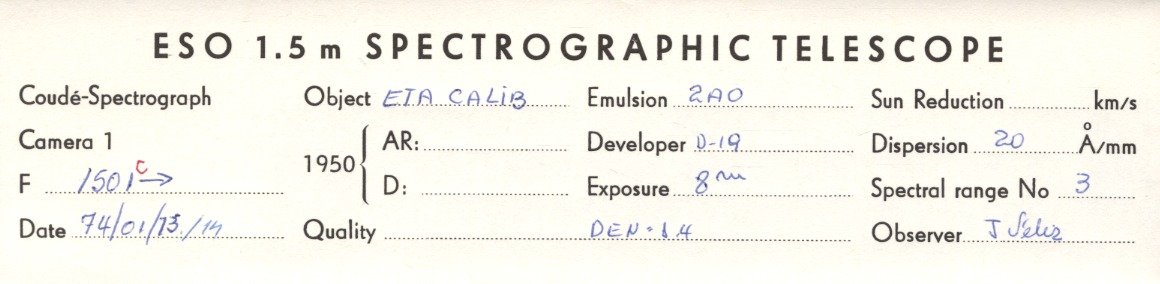 ESO 1.5 m SPECTROGRAPHIC TELESCOPE
Coudé-Spectrograph Object ETA CALIB Emulsion 2AO Sun Reduction km/s
Camera 1 1950 AR: Developer D-19 Dispersion 20 Å/mm
F 1501 C → D: Exposure 8m Spectral range No 3
Date 74/01/13/14 Quality DEN. 1.4 Observer J